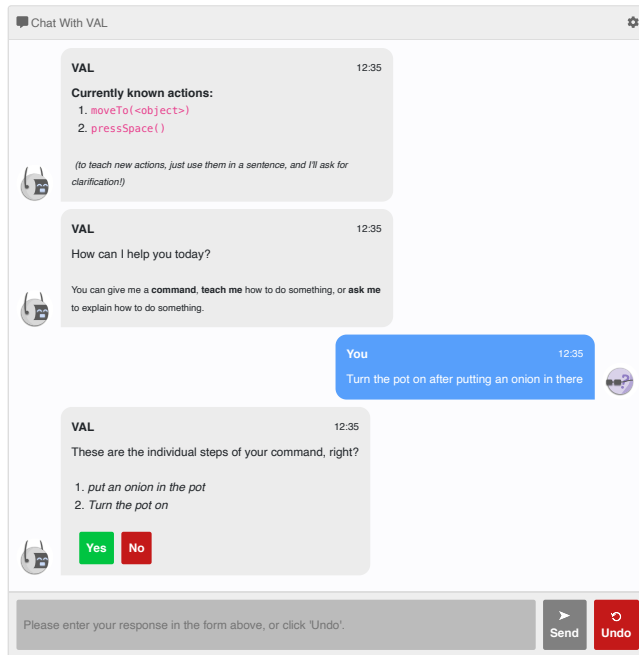 Chat With VAL
VAL 12:35
Currently known actions:
1. moveTo(<object>)
2. pressSpace()
(to teach new actions, just use them in a sentence, and I'll ask for
clarification!)
VAL 12:35
How can I help you today?
You can give me a command, teach me how to do something, or ask me
to explain how to do something.
You 12:35
Turn the pot on after putting an onion in there
VAL 12:35
These are the individual steps of your command, right?
1. put an onion in the pot
2. Turn the pot on
Yes No
Please enter your response in the form above, or click 'Undo'.
Send Undo